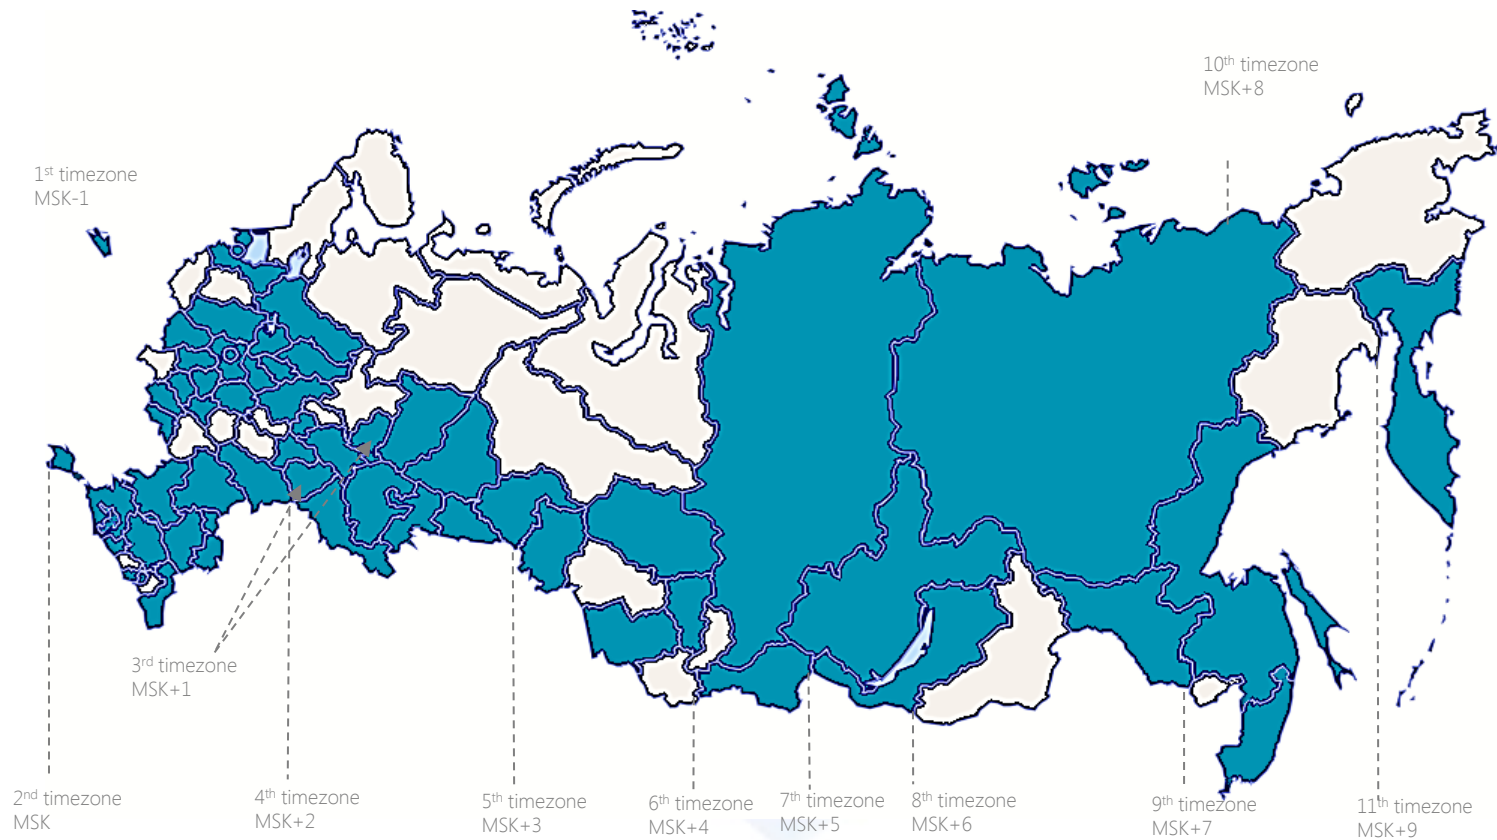 10th timezone
MSK+8
1st timezone
MSK-1
3rd timezone
MSK+1
2nd timezone
MSK
4th timezone
MSK+2
5th timezone
MSK+3
6th timezone
MSK+4
7th timezone
MSK+5
8th timezone
MSK+6
9th timezone
MSK+7
11th timezone
MSK+9